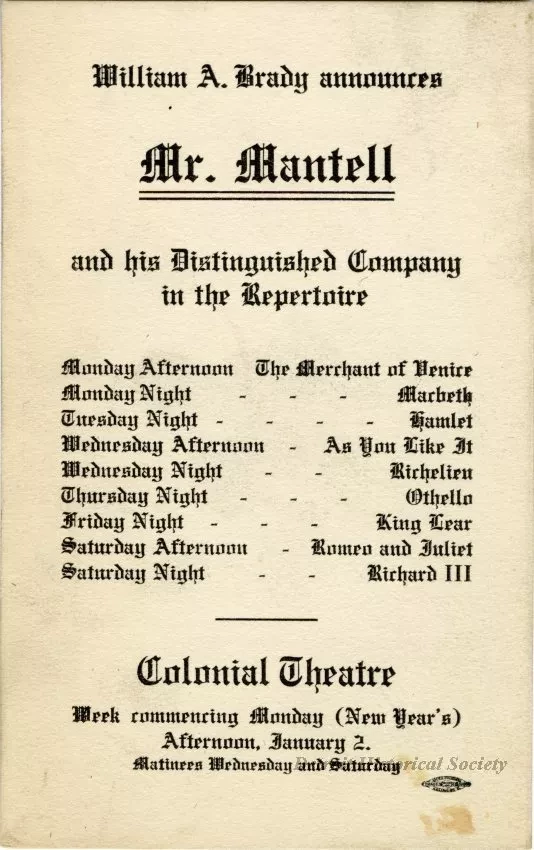 William A. Brady announces
Mr. Mantell
and his Distinguished Company
in the Repertoire
Monday Afternoon The Merchant of Venice
Monday Night - - - Macbeth
Tuesday Night - - - - Hamlet
Wednesday Afternoon - As You Like It
Wednesday Night - - Richelieu
Thursday Night - - - Othello
Friday Night - - - King Lear
Saturday Afternoon - Romeo and Juliet
Saturday Night - - Richard III
Colonial Theatre
Week commencing Monday (New Year's)
Afternoon, January 2.
Matinees Wednesday and Saturday
Detroit Historical Society